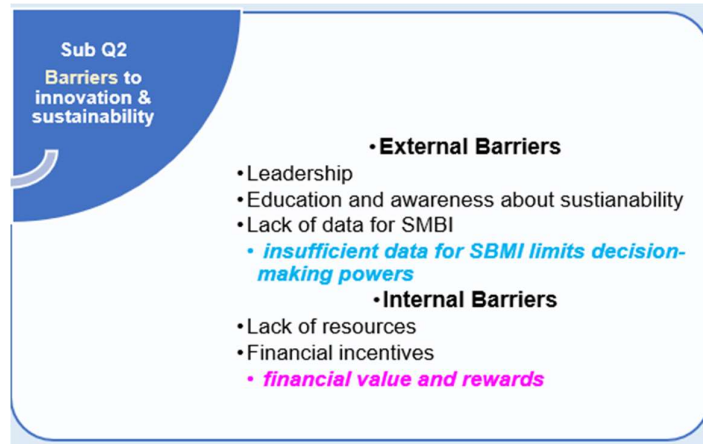 Sub Q2
Barriers to
innovation &
sustainability
•External Barriers
•Leadership
•Education and awareness about sustianability
•Lack of data for SMBI
• insufficient data for SBMI limits decision-
making powers
•Internal Barriers
•Lack of resources
•Financial incentives
• financial value and rewards